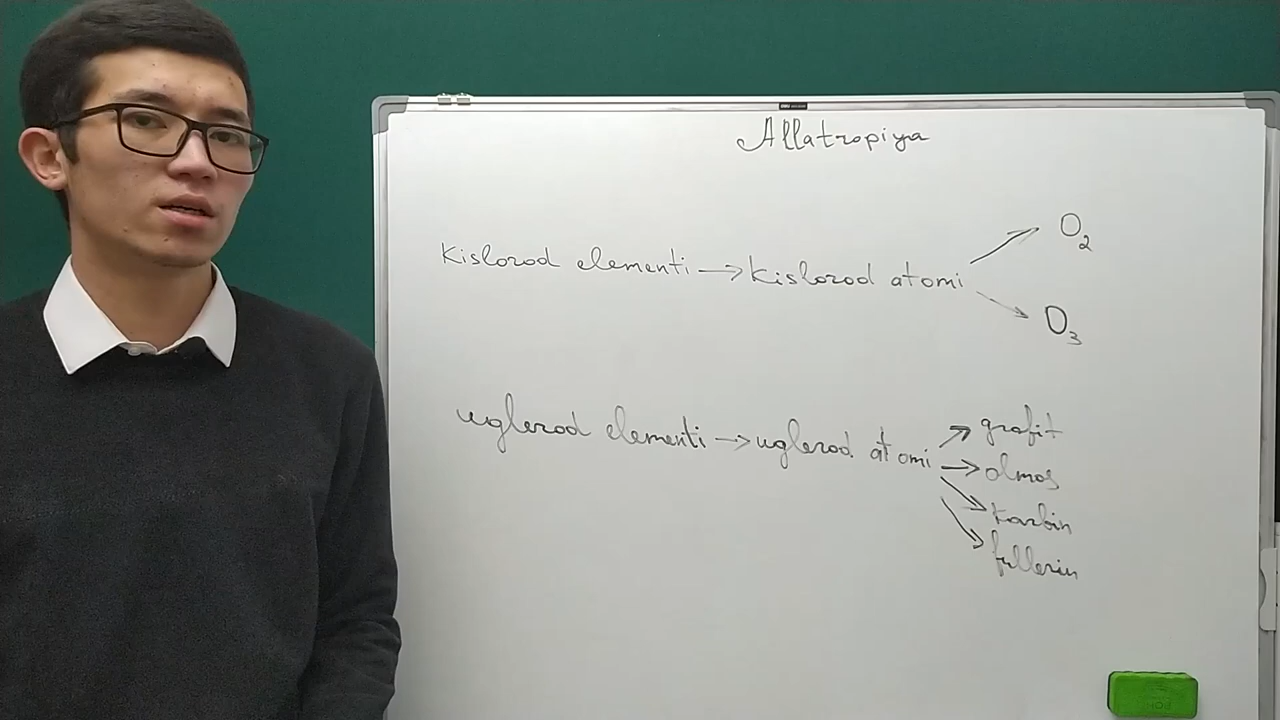 Allatropiya
Kislorod elementi → Kislorod atomi
O2
O3
uglerod elementi → uglerod atomi
grafit
olmos
karbin
fullerin